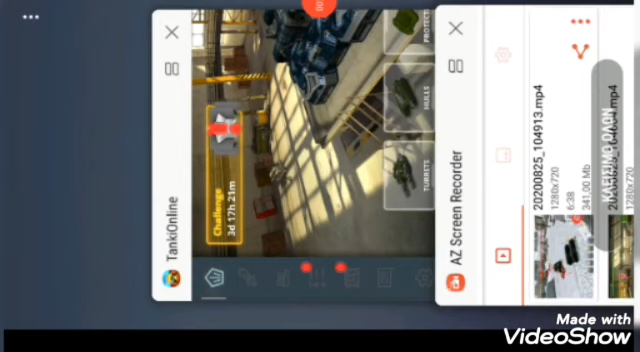 TankiOnline
Challenge
3d 17h 21m
TURRETS
HULLS
PROTECT
00
AZ Screen Recorder
20200825_104913.mp4
1280x720
6:38
341,00 Mb
1280x720
Made with
VideoShow